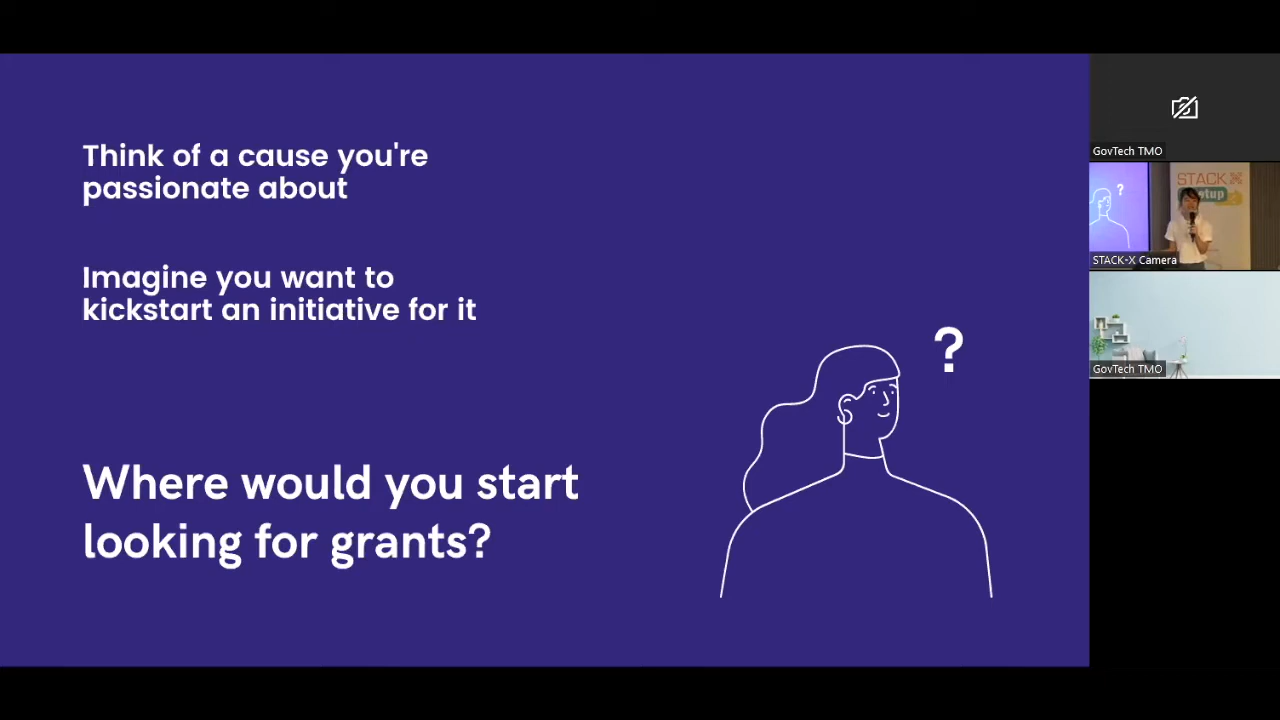 Think of a cause you're
passionate about
Imagine you want to
kickstart an initiative for it
Where would you start
looking for grants?
?
GovTech TMO
?
STACK
STACK-X Camera
GovTech TMO